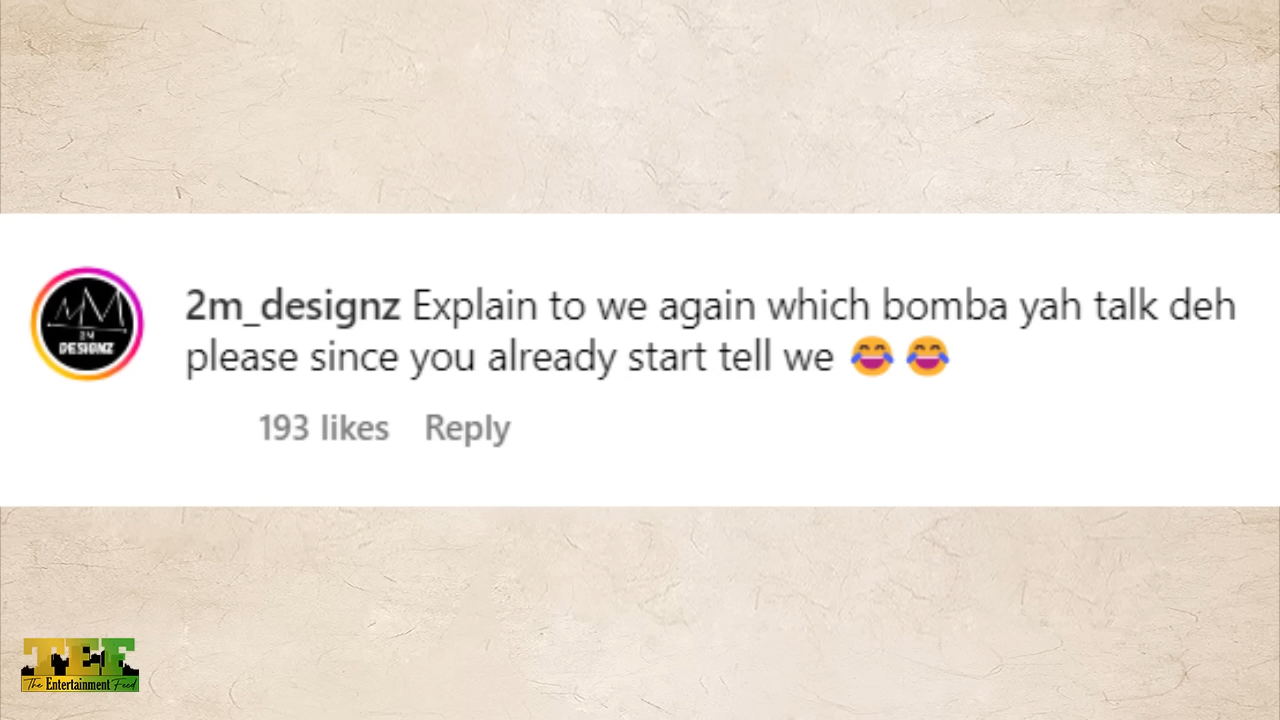 2m_designz Explain to we again which bomba yah talk deh
please since you already start tell we 😂 😂
193 likes Reply
2M
DESIGNZ
TEF
The Entertainment Feed